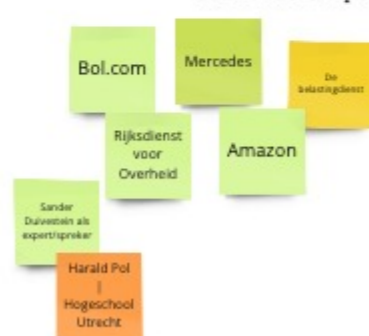 Bol.com
Mercedes
De
belastingdienst
Rijksdienst
voor
Overheid
Amazon
Sander
Duivestein als
expert/spreker
Harald Pol
|
Hogeschool
Utrecht